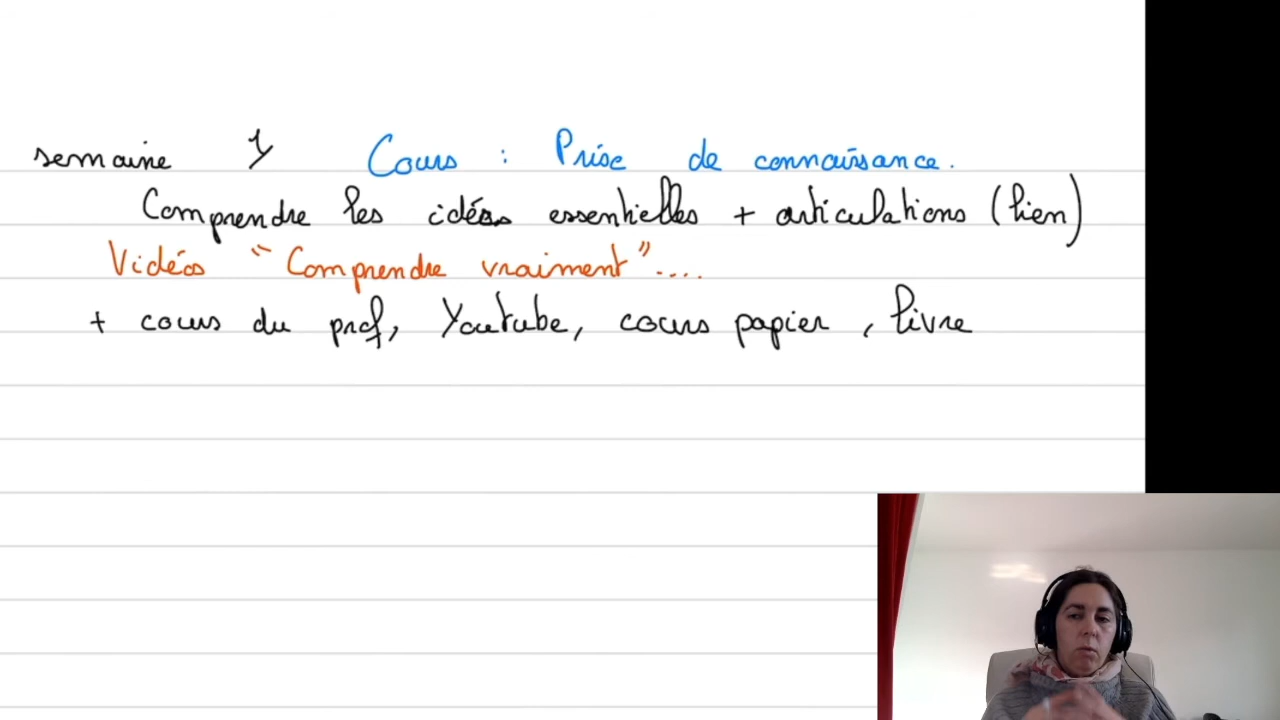 semaine 1 Cours : Prise de connaissance.
Comprendre les idées essentielles + articulations (lien)
Vidéos "Comprendre vraiment"....
+ cours du prof, Youtube, cours papier, livre